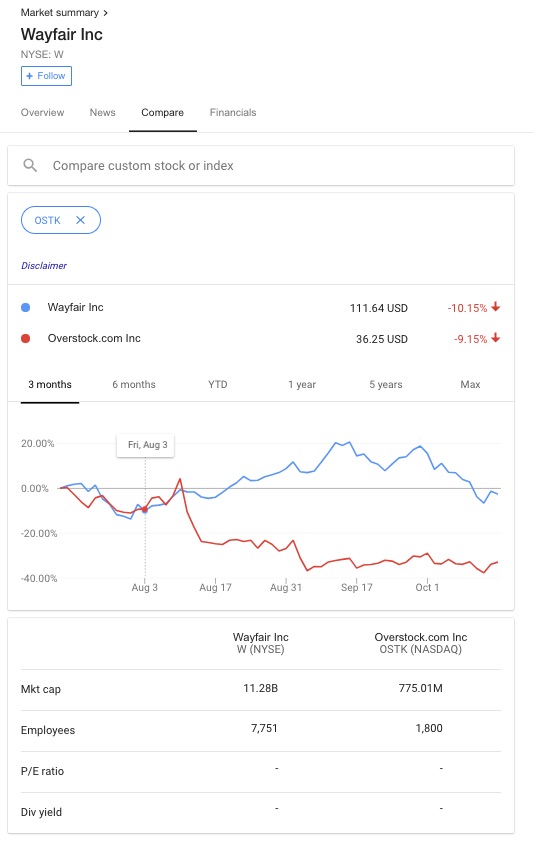 Market summary >
Wayfair Inc
NYSE: W
+ Follow
Overview News Compare Financials
Compare custom stock or index
OSTK ×
Disclaimer
Wayfair Inc 111.64 USD -10.15%
Overstock.com Inc 36.25 USD -9.15%
3 months 6 months YTD 1 year 5 years Max
Fri, Aug 3
20.00%
0.00%
-20.00%
-40.00%
Aug 3 Aug 17 Aug 31 Sep 17 Oct 1
Wayfair Inc Overstock.com Inc
W (NYSE) OSTK (NASDAQ)
Mkt cap 11.28B 775.01M
Employees 7,751 1,800
P/E ratio - -
Div yield - -